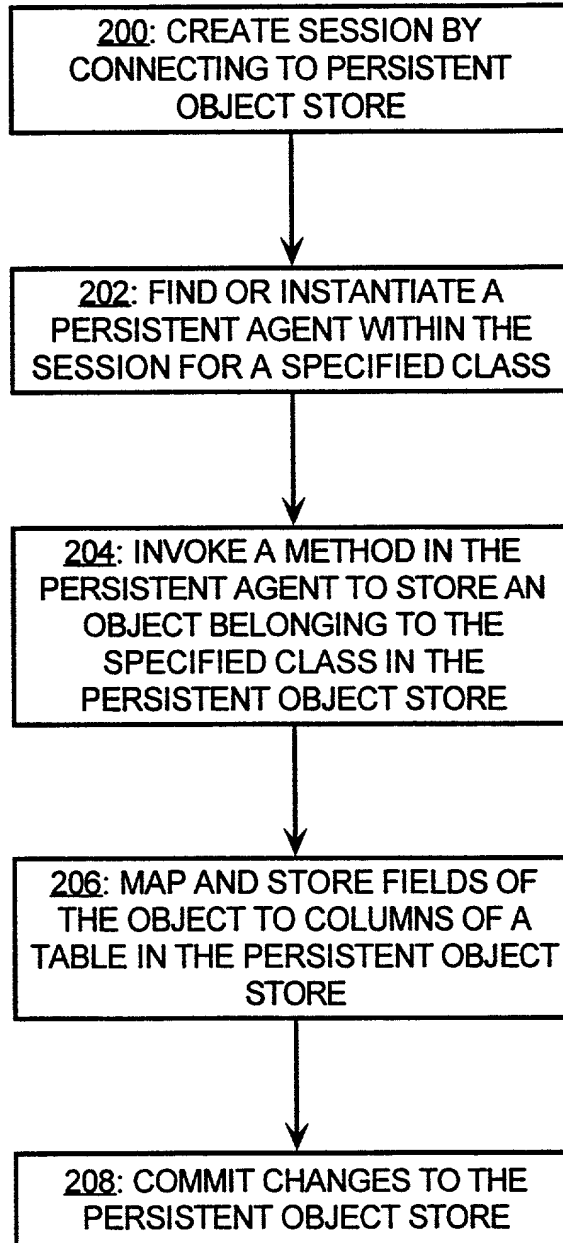 200: CREATE SESSION BY
CONNECTING TO PERSISTENT
OBJECT STORE
202: FIND OR INSTANTIATE A
PERSISTENT AGENT WITHIN THE
SESSION FOR A SPECIFIED CLASS
204: INVOKE A METHOD IN THE
PERSISTENT AGENT TO STORE AN
OBJECT BELONGING TO THE
SPECIFIED CLASS IN THE
PERSISTENT OBJECT STORE
206: MAP AND STORE FIELDS OF
THE OBJECT TO COLUMNS OF A
TABLE IN THE PERSISTENT OBJECT
STORE
208: COMMIT CHANGES TO THE
PERSISTENT OBJECT STORE